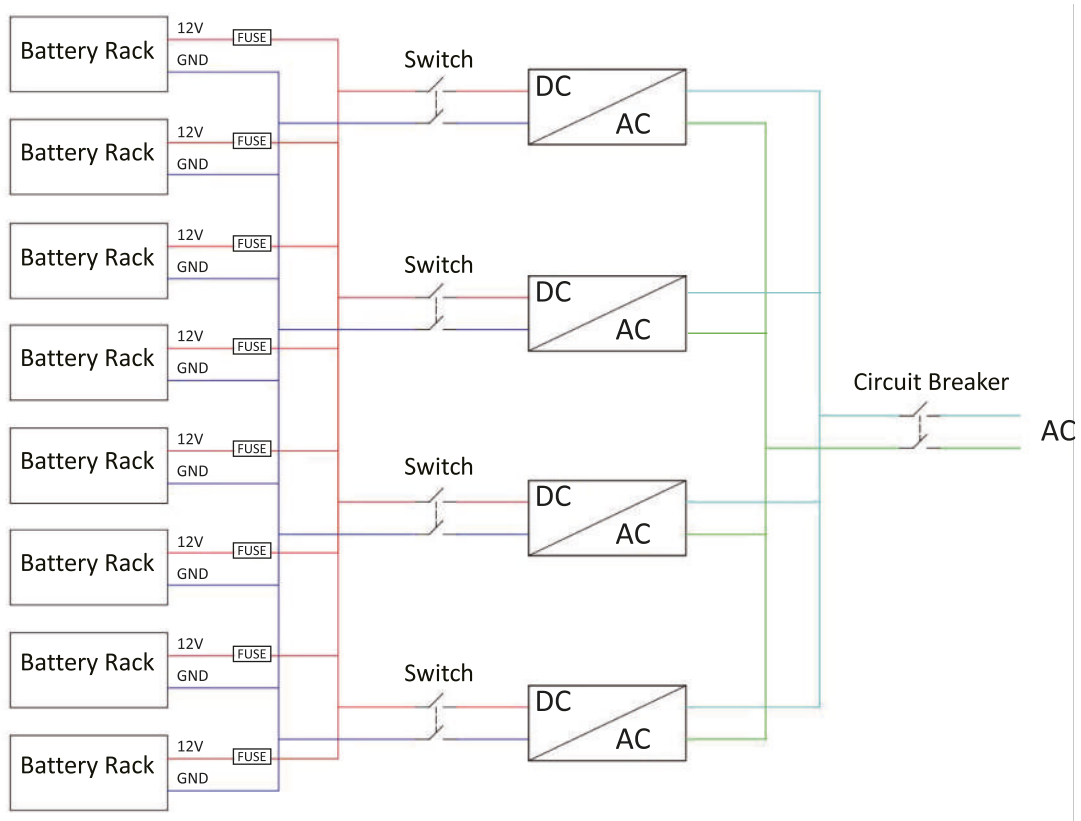 12V
FUSE
Battery Rack
GND
Switch
DC
AC
12V
FUSE
Battery Rack
GND
12V
FUSE
Battery Rack
GND
Switch
DC
AC
12V
FUSE
Battery Rack
GND
Circuit Breaker
AC
12V
FUSE
Battery Rack
GND
Switch
DC
AC
12V
FUSE
Battery Rack
GND
12V
FUSE
Battery Rack
GND
Switch
DC
AC
12V
FUSE
Battery Rack
GND